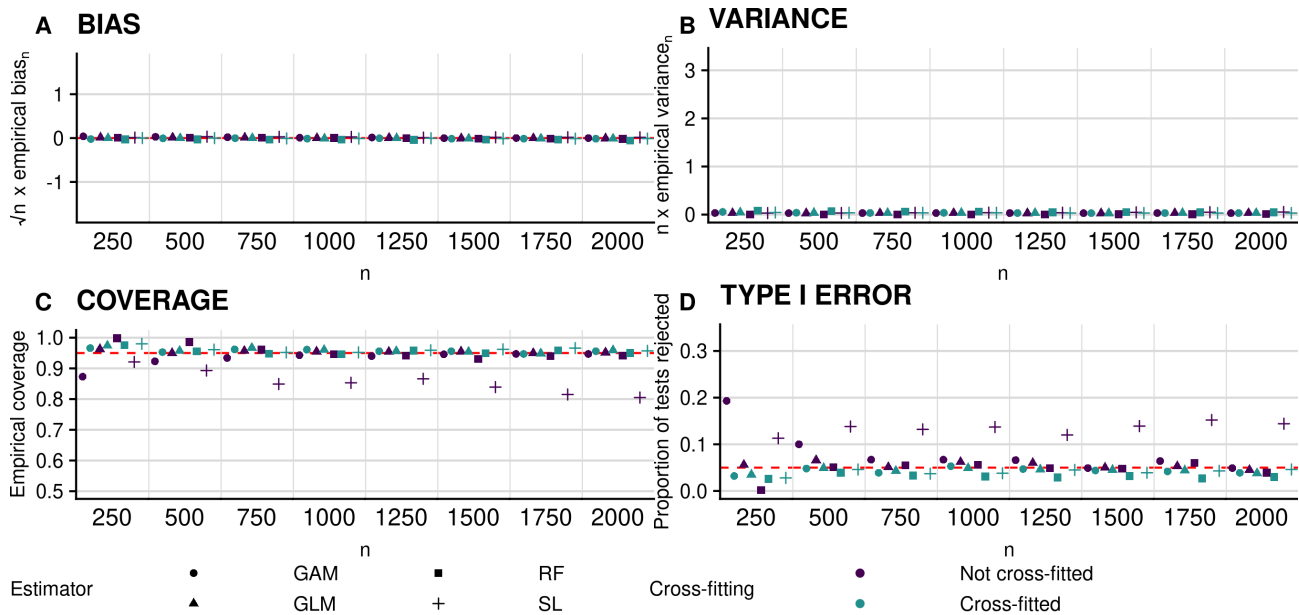 A BIAS
√n x empirical biasₙ
1
0
-1
250 500 750 1000 1250 1500 1750 2000
n
B VARIANCE
n x empirical varianceₙ
3
2
1
0
250 500 750 1000 1250 1500 1750 2000
n
C COVERAGE
Empirical coverage
1.0
0.9
0.8
0.7
0.6
0.5
250 500 750 1000 1250 1500 1750 2000
n
D TYPE I ERROR
Proportion of tests rejected
0.3
0.2
0.1
0.0
250 500 750 1000 1250 1500 1750 2000
n
Estimator
GAM
RF
GLM
SL
Cross-fitting
Not cross-fitted
Cross-fitted